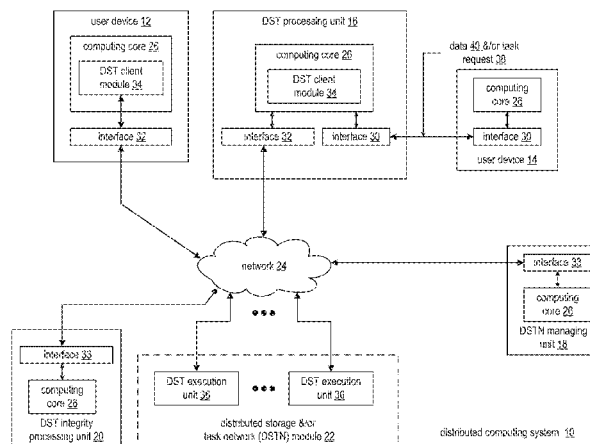 user device 12
computing core 26
DST client
module 34
interface 32
DST processing unit 16
computing core 26
DST client
module 34
interface 32
interface 30
data 40 &/or task
request 38
computing
core 26
interface 30
user device 14
network 24
interface 33
computing
core 26
DSTN managing
unit 18
interface 33
computing
core 26
DST integrity
processing unit 20
DST execution
unit 36
DST execution
unit 36
distributed storage &/or
task network (DSTN) module 22
distributed computing system 10